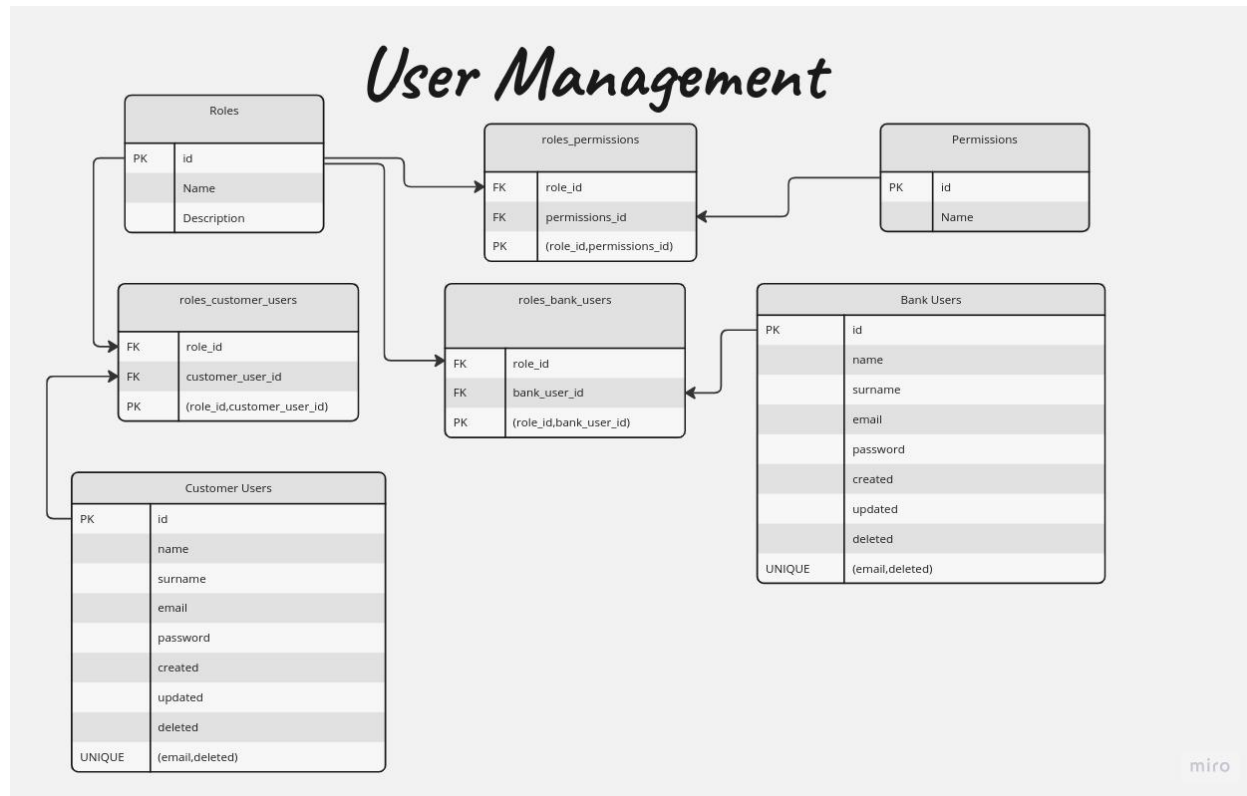 User Management
Roles
PK id
Name
Description
roles_permissions
FK role_id
FK permissions_id
PK (role_id,permissions_id)
Permissions
PK id
Name
roles_customer_users
FK role_id
FK customer_user_id
PK (role_id,customer_user_id)
roles_bank_users
FK role_id
FK bank_user_id
PK (role_id,bank_user_id)
Bank Users
PK id
name
surname
email
password
created
updated
deleted
UNIQUE (email,deleted)
Customer Users
PK id
name
surname
email
password
created
updated
deleted
UNIQUE (email,deleted)
miro